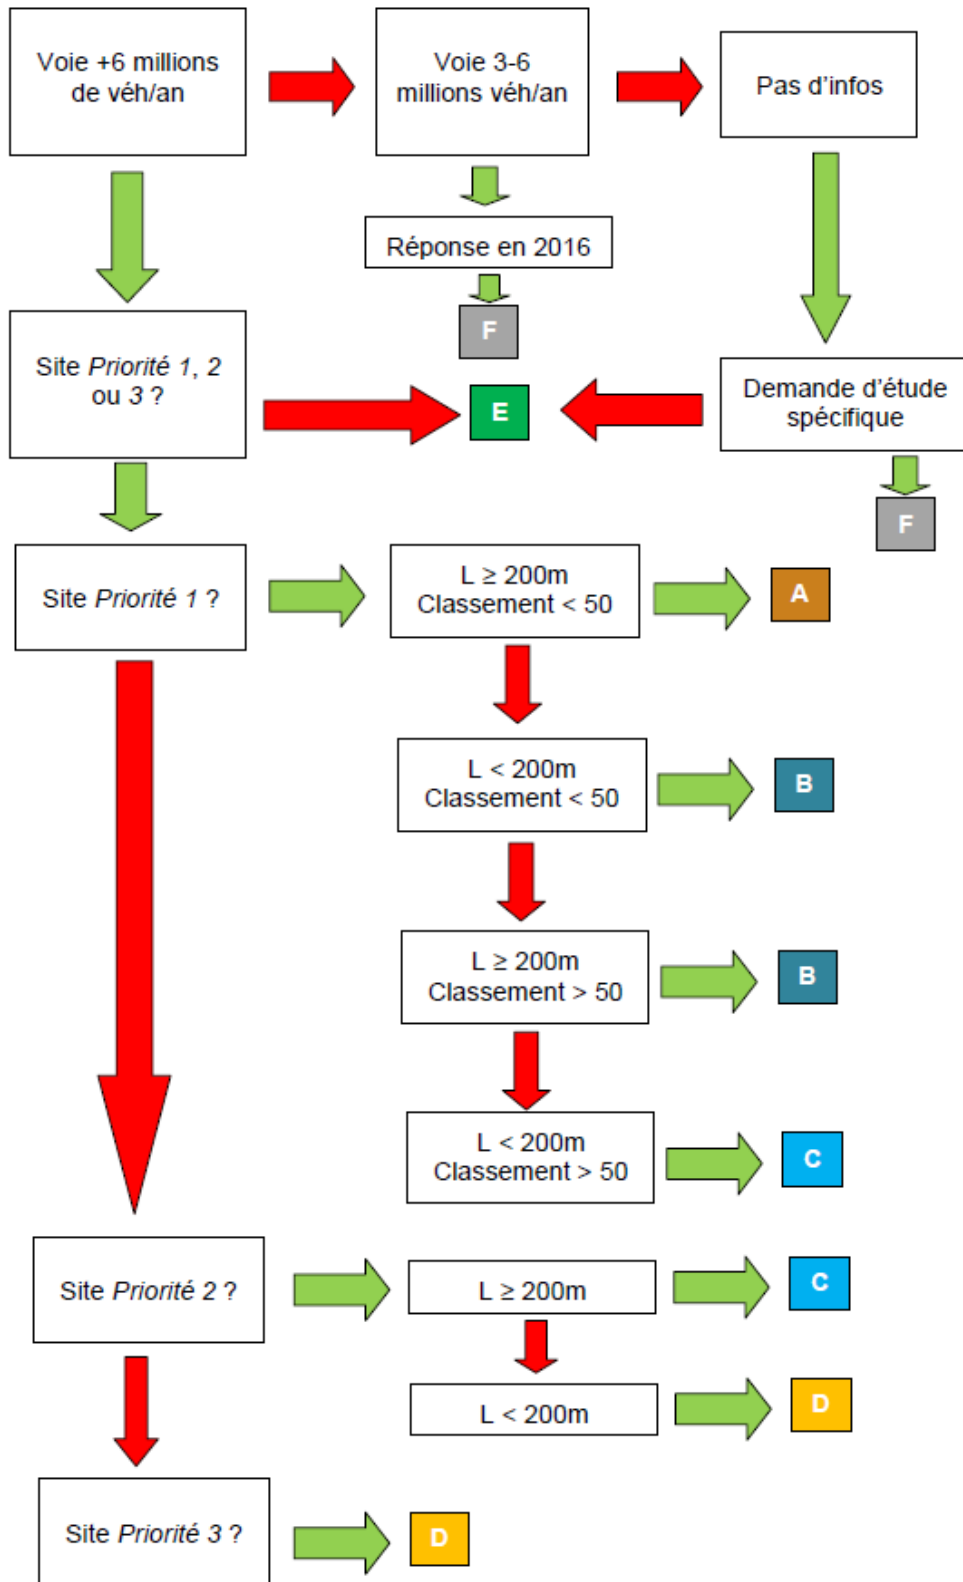 Voie +6 millions
de véh/an
Voie 3-6
millions véh/an
Pas d'infos
Réponse en 2016
F
Site Priorité 1, 2
ou 3 ?
E
Demande d'étude
spécifique
F
Site Priorité 1 ?
L ≥ 200m
Classement < 50
A
L < 200m
Classement < 50
B
L ≥ 200m
Classement > 50
B
L < 200m
Classement > 50
C
Site Priorité 2 ?
L ≥ 200m
C
L < 200m
D
Site Priorité 3 ?
D